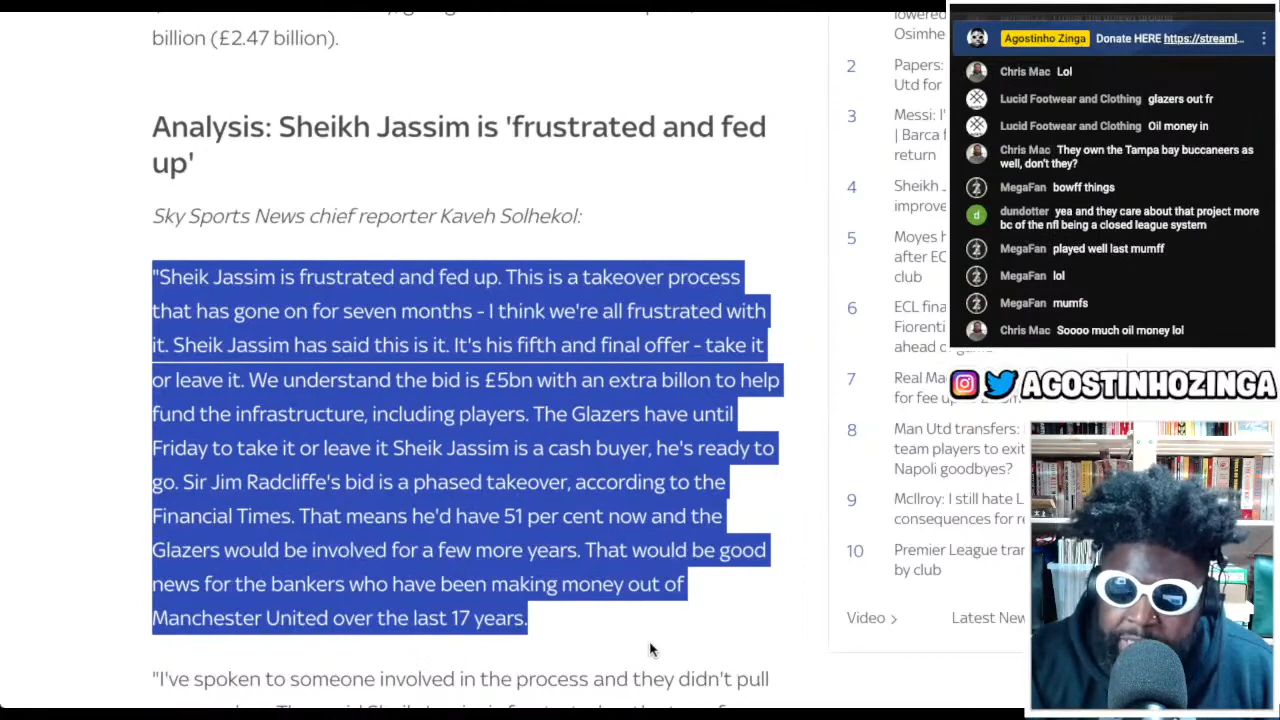 billion (£2.47 billion).
Analysis: Sheikh Jassim is 'frustrated and fed
up'
Sky Sports News chief reporter Kaveh Solhekol:
"Sheik Jassim is frustrated and fed up. This is a takeover process
that has gone on for seven months - I think we're all frustrated with
it. Sheik Jassim has said this is it. It's his fifth and final offer - take it
or leave it. We understand the bid is £5bn with an extra billon to help
fund the infrastructure, including players. The Glazers have until
Friday to take it or leave it Sheik Jassim is a cash buyer, he's ready to
go. Sir Jim Radcliffe's bid is a phased takeover, according to the
Financial Times. That means he'd have 51 per cent now and the
Glazers would be involved for a few more years. That would be good
news for the bankers who have been making money out of
Manchester United over the last 17 years.
"I've spoken to someone involved in the process and they didn't pull
lowered
Osimhe
2 Papers:
Utd for
3 Messi: I'
| Barca f
return
4 Sheikh
improve
5 Moyes h
after EC
club
6 ECL fina
Fiorenti
ahead of game
7 Real Ma
for fee up to
8 Man Utd transfers:
team players to exit
Napoli goodbyes?
9 McIlroy: I still hate L
consequences for re
10 Premier League tran
by club
Video >
Latest New
Agostinho Zinga Donate HERE https://streaml...
Chris Mac Lol
Lucid Footwear and Clothing glazers out fr
Lucid Footwear and Clothing Oil money in
Chris Mac They own the Tampa bay buccaneers as
well, don't they?
MegaFan bowff things
dundotter yea and they care about that project more
bc of the nfl being a closed league system
MegaFan played well last mumff
MegaFan lol
MegaFan mumfs
Chris Mac Soooo much oil money lol
AGOSTINHOZINGA